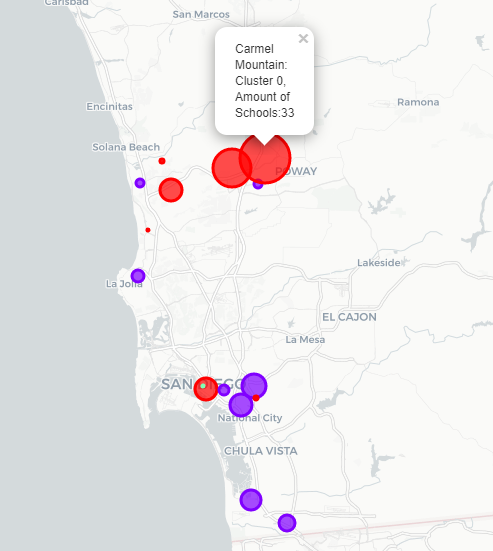 Carlsbad
San Marcos
×
Carmel
Mountain:
Cluster 0,
Amount of
Schools:33
Encinitas
Ramona
Solana Beach
POWAY
Lakeside
La Jolla
EL CAJON
La Mesa
SAN DIEGO
National City
CHULA VISTA